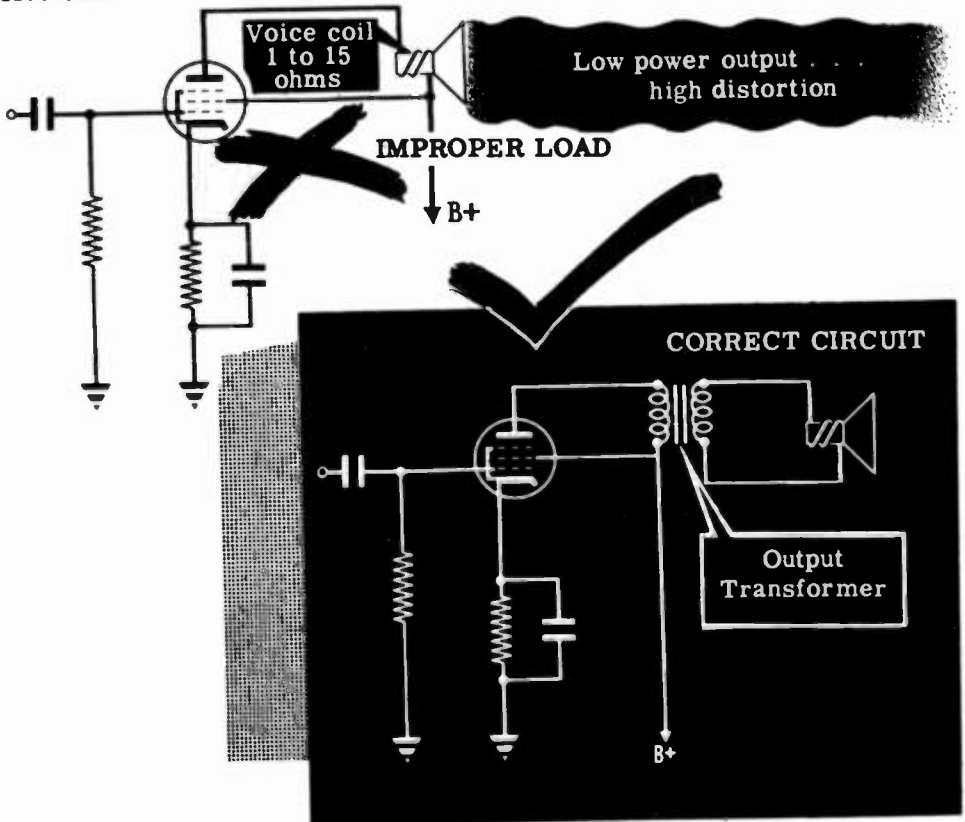 Voice coil
1 to 15
ohms
Low power output . . .
high distortion
IMPROPER LOAD
B+
CORRECT CIRCUIT
Output
Transformer
B+